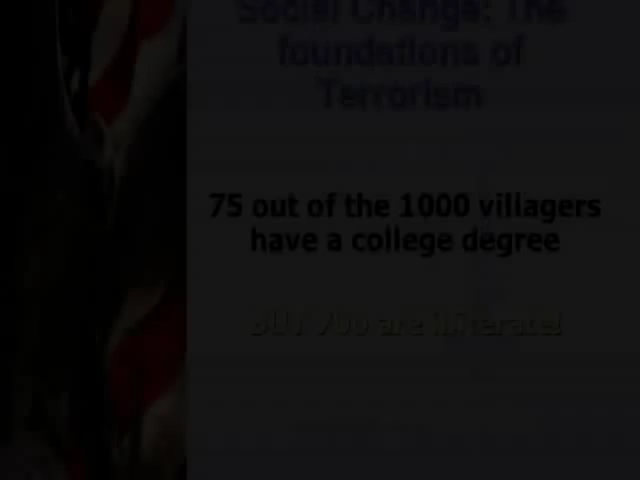 Social Change: The
foundations of
Terrorism
75 out of the 1000 villagers
have a college degree
BUT 700 are illiterate!